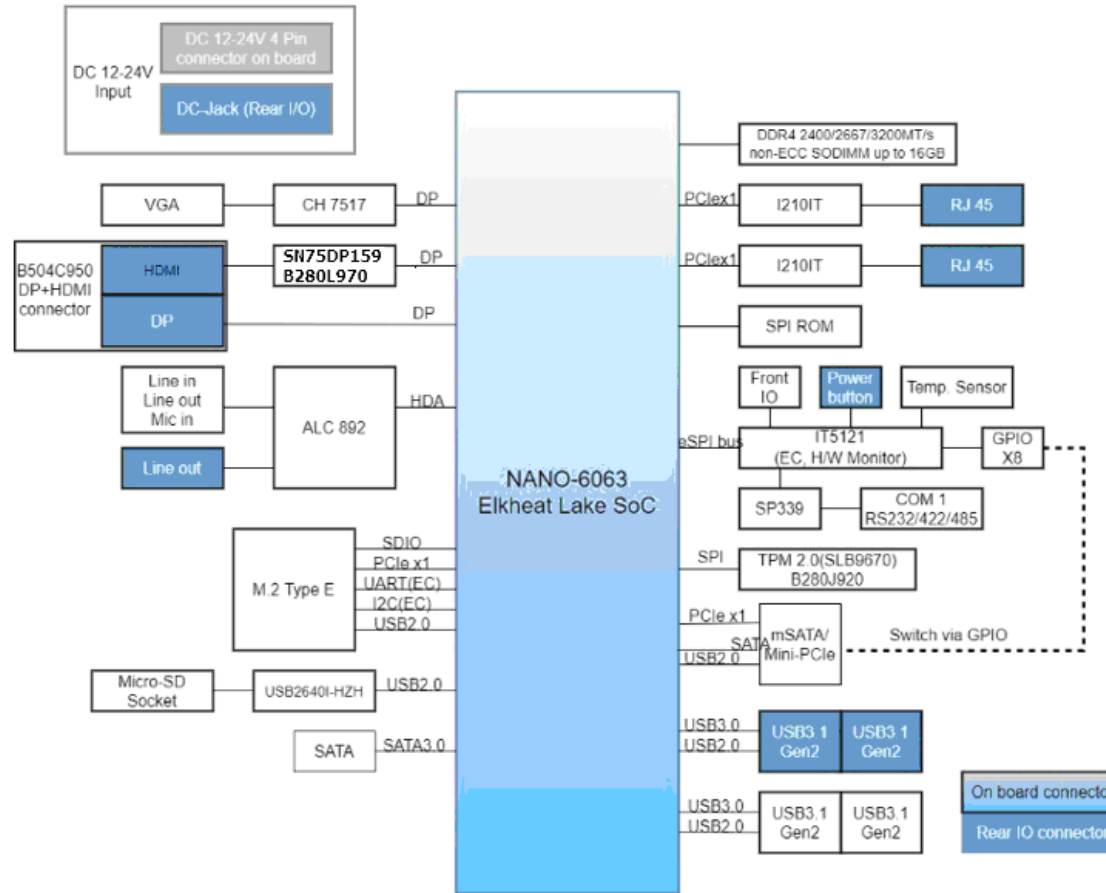 DC 12-24V
Input
DC 12-24V 4 Pin
connector on board
DC-Jack (Rear I/O)
VGA
CH 7517
DP
B504C950
DP+HDMI
connector
HDMI
SN75DP159
B280L970
DP
DP
DP
Line in
Line out
Mic in
Line out
ALC 892
HDA
M.2 Type E
SDIO
PCIe x1
UART(EC)
I2C(EC)
USB2.0
Micro-SD
Socket
USB2640I-HZH
USB2.0
SATA
SATA3.0
NANO-6063
Elkheat Lake SoC
DDR4 2400/2667/3200MT/s
non-ECC SODIMM up to 16GB
PCIex1
I210IT
RJ 45
PCIex1
I210IT
RJ 45
SPI ROM
Front
IO
Power
button
Temp. Sensor
eSPI bus
IT5121
(EC, H/W Monitor)
GPIO
X8
SP339
COM 1
RS232/422/485
SPI
TPM 2.0(SLB9670)
B280J920
PCIe x1
SATA
USB2.0
mSATA/
Mini-PCIe
Switch via GPIO
USB3.0
USB2.0
USB3.1
Gen2
USB3.1
Gen2
USB3.0
USB2.0
USB3.1
Gen2
USB3.1
Gen2
On board connecto
Rear IO connector